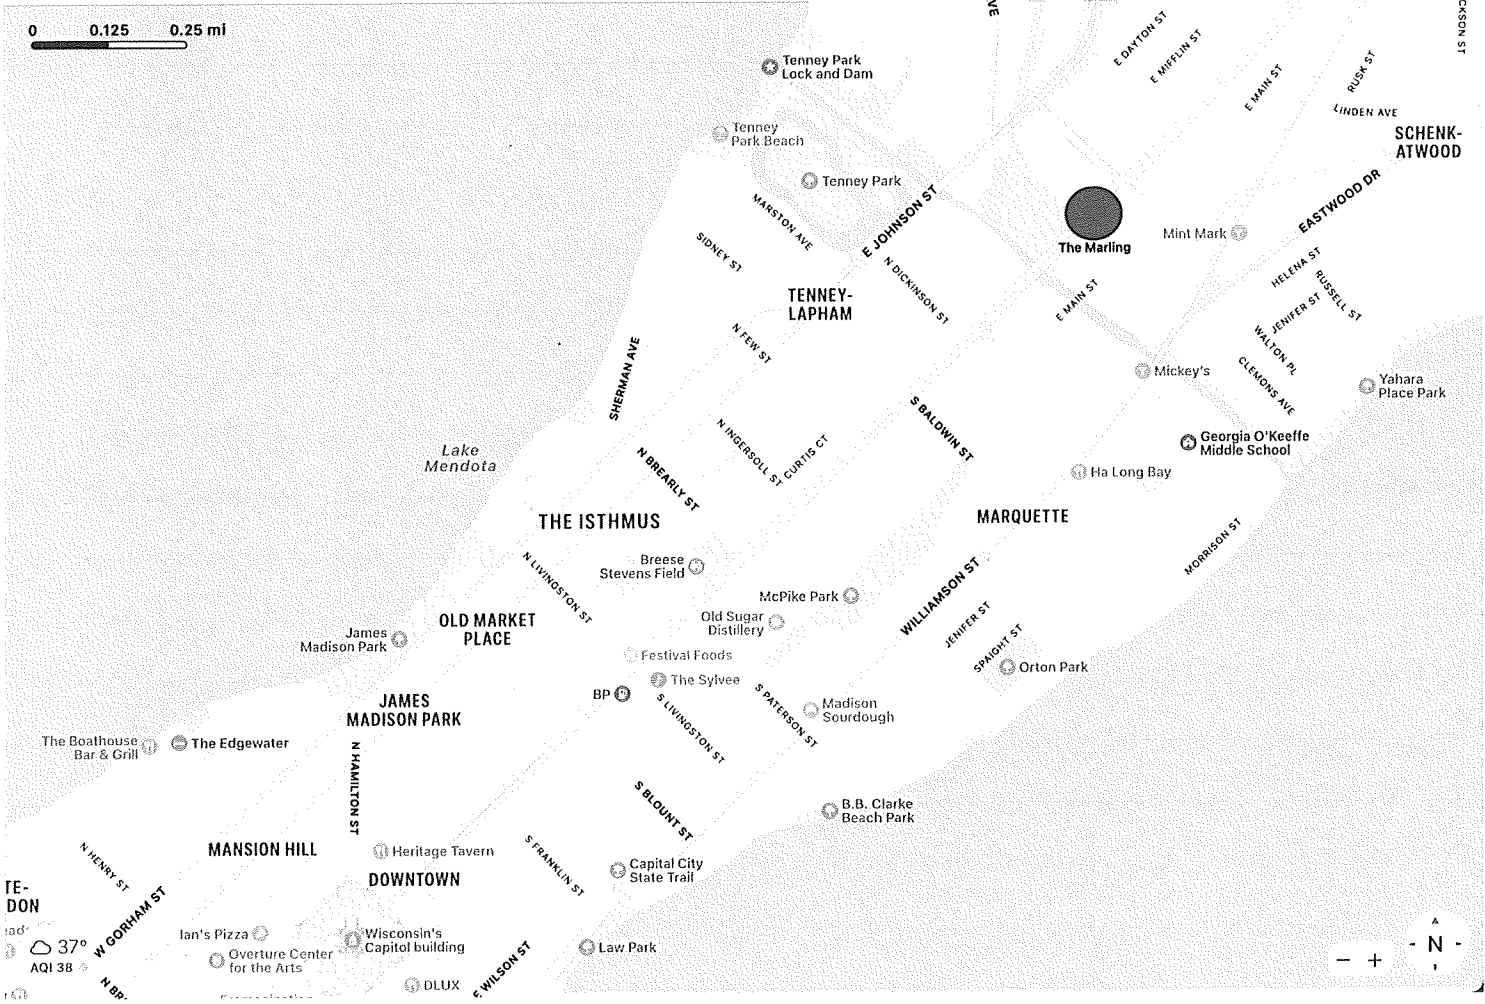 0 0.125 0.25 mi
VE
E DAYTON ST
E MIFFLIN ST
E MAIN ST
RUSK ST
CKSON ST
LINDEN AVE
SCHENK-
ATWOOD
Tenney Park
Lock and Dam
Tenney
Park Beach
Tenney Park
MARSTON AVE
SIDNEY ST
E JOHNSON ST
N DICKINSON ST
The Marling
Mint Mark
EASTWOOD DR
HELENA ST
RUSSELL ST
JENIFER ST
WALTON PL
CLEMONS AVE
E MAIN ST
TENNEY-
LAPHAM
N FEW ST
SHERMAN AVE
Mickey's
Yahara
Place Park
Georgia O'Keeffe
Middle School
S BALDWIN ST
N INGERSOLL ST
CURTIS CT
N BREARLY ST
Lake
Mendota
Ha Long Bay
MARQUETTE
THE ISTHMUS
MORRISON ST
Breese
Stevens Field
N LIVINGSTON ST
McPike Park
WILLIAMSON ST
Old Sugar
Distillery
JENIFER ST
SPAIGHT ST
Orton Park
OLD MARKET
PLACE
James
Madison Park
Festival Foods
The Sylvee
BP
S LIVINGSTON ST
S PATERSON ST
Madison
Sourdough
JAMES
MADISON PARK
The Boathouse
Bar & Grill
The Edgewater
N HAMILTON ST
S BLOUNT ST
B.B. Clarke
Beach Park
N HENRY ST
MANSION HILL
Heritage Tavern
DOWNTOWN
S FRANKLIN ST
Capital City
State Trail
TE-
DON
W GORHAM ST
ead
Ian's Pizza
Overture Center
for the Arts
Wisconsin's
Capitol building
Law Park
E WILSON ST
37°
AQI 38
N BR
DLUX
N
− +